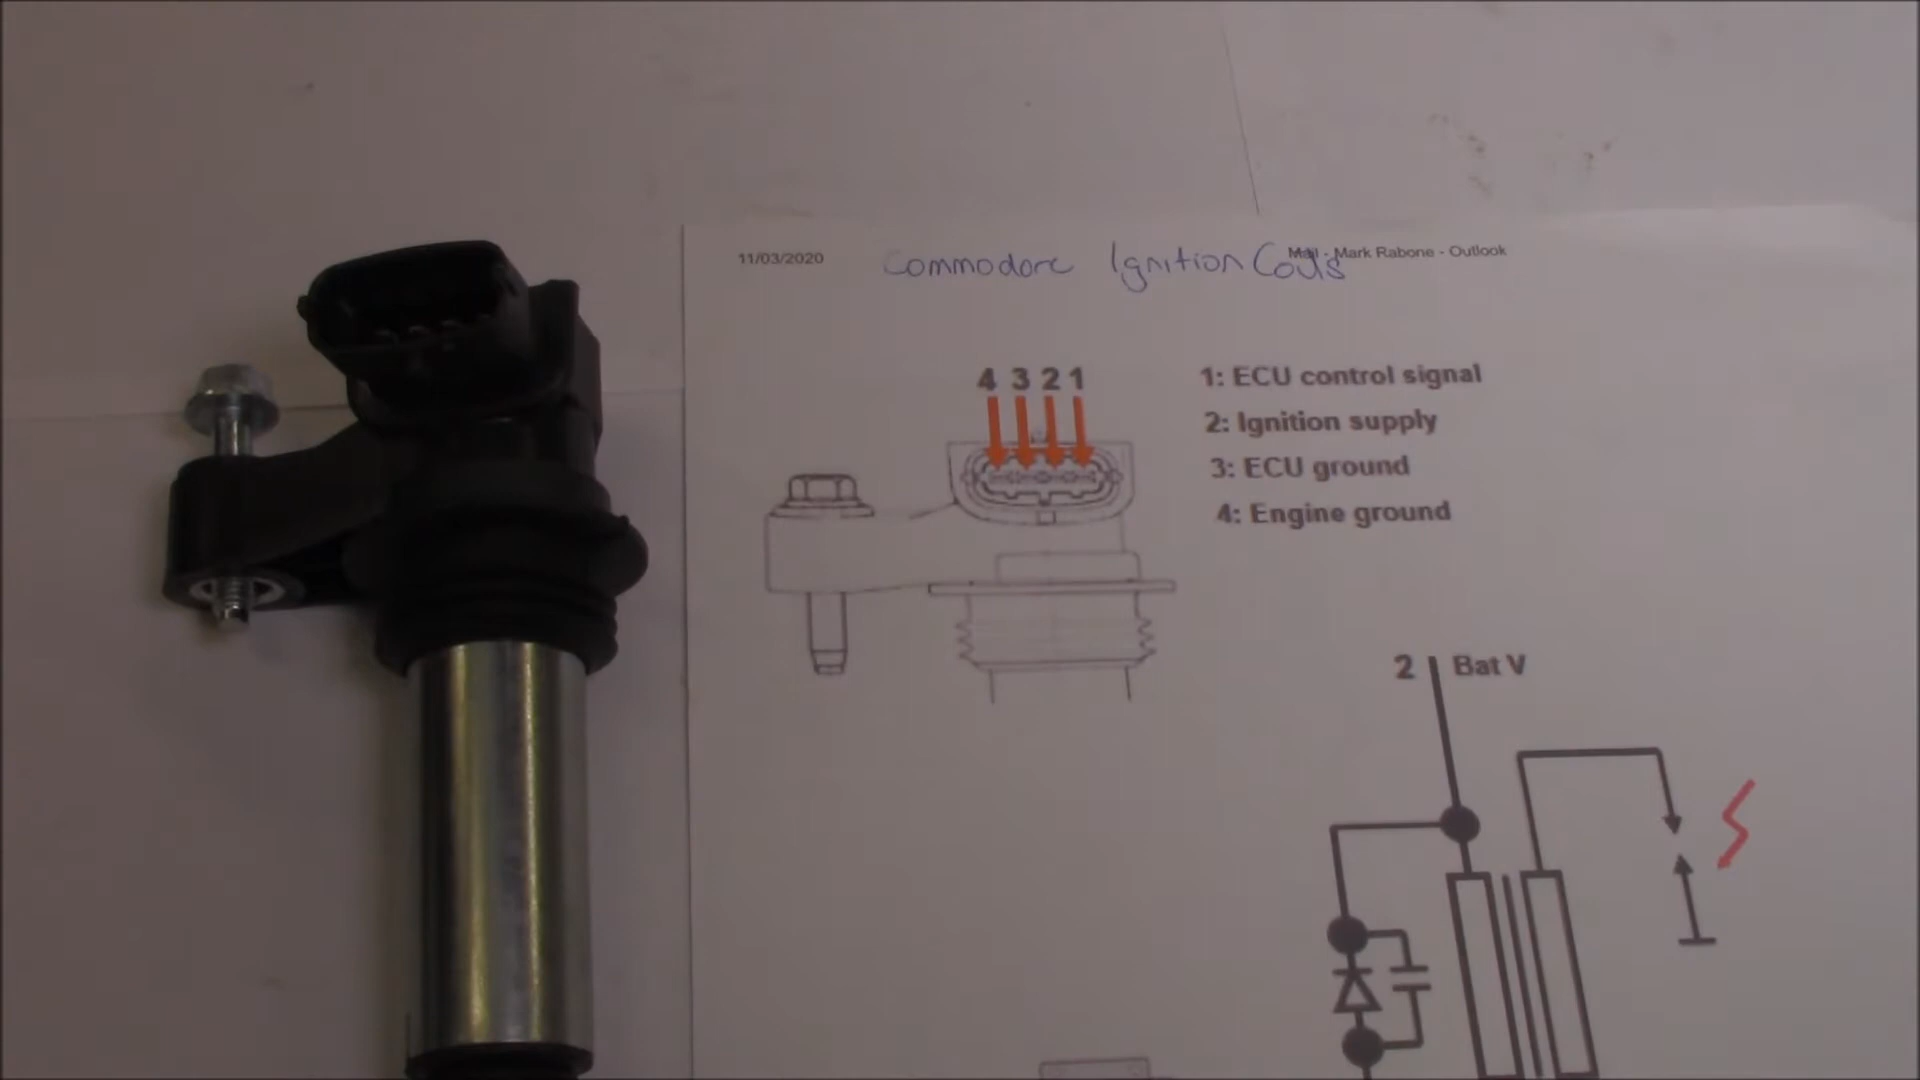 11/03/2020 Commodore Ignition Coils Mail - Mark Rabone - Outlook
4 3 2 1
1: ECU control signal
2: Ignition supply
3: ECU ground
4: Engine ground
2 Bat V